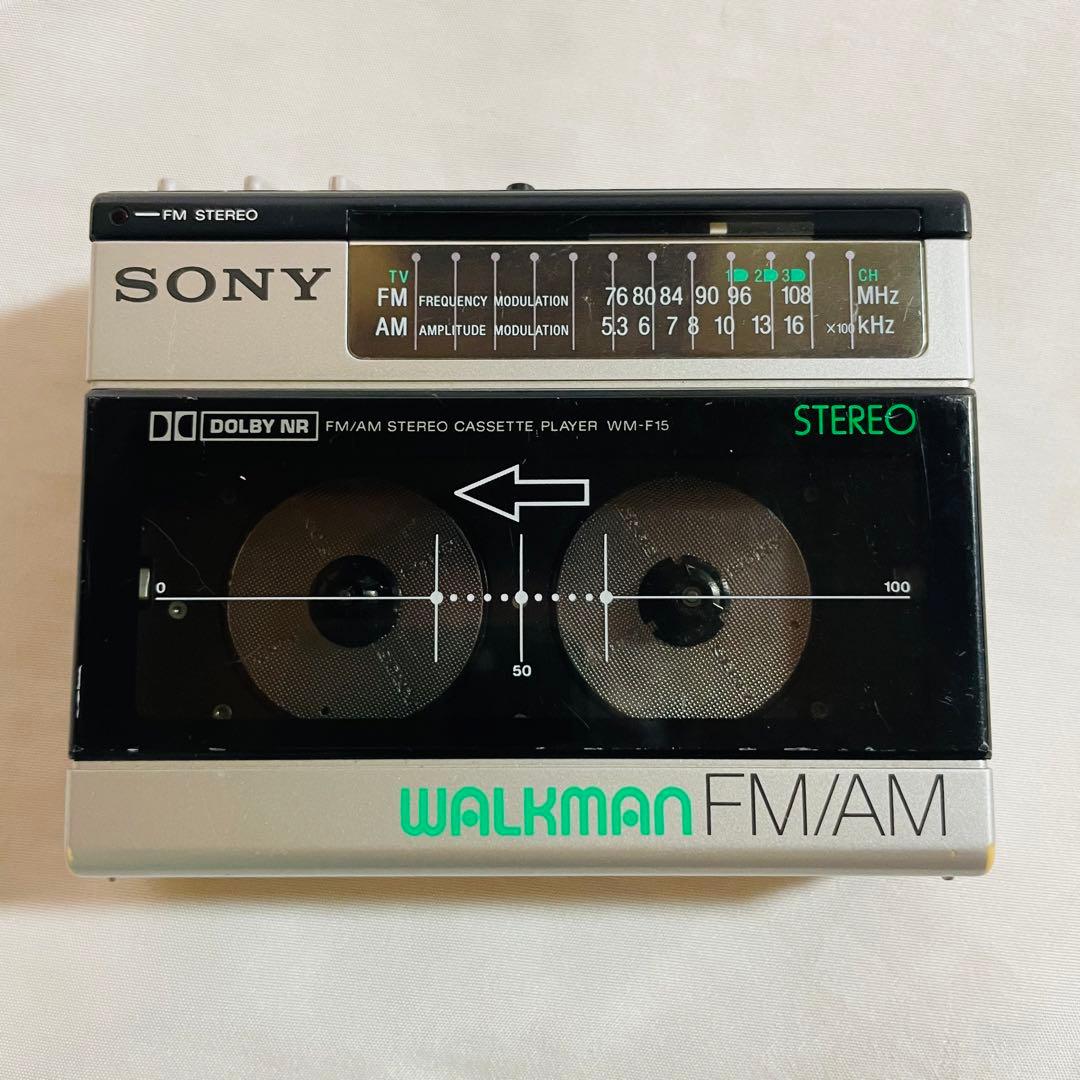 FM STEREO
SONY
TV 1 2 3 CH
FM FREQUENCY MODULATION 76 80 84 90 96 108 MHz
AM AMPLITUDE MODULATION 5.3 6 7 8 10 13 16 ×100 kHz
DOLBY NR FM/AM STEREO CASSETTE PLAYER WM-F15
STEREO
0 100
50
WALKMAN FM/AM